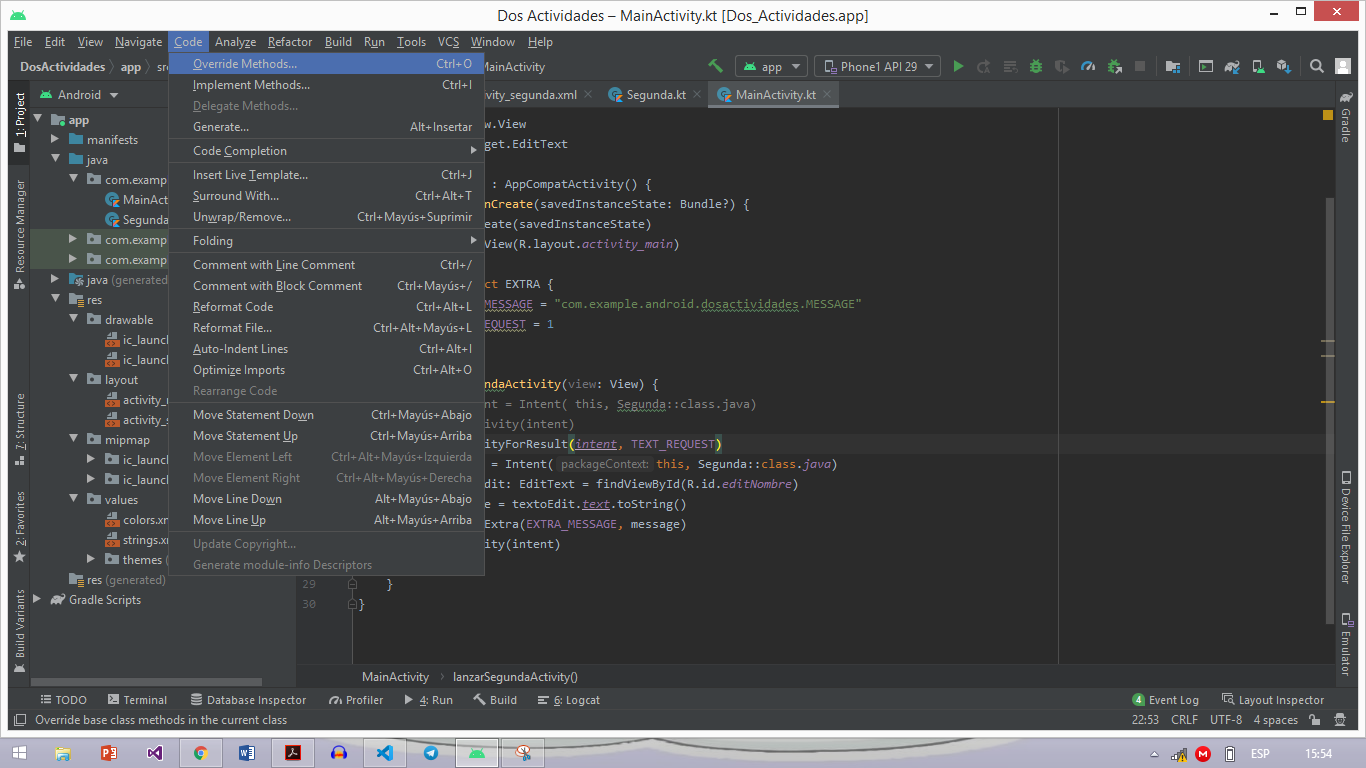 Dos Actividades – MainActivity.kt [Dos_Actividades.app]
File Edit View Navigate Code Analyze Refactor Build Run Tools VCS Window Help
DosActividades app src MainActivity app Phone1 API 29
1: Project
Resource Manager
7: Structure
2: Favorites
Build Variants
Android
app
manifests
java
com.examp
MainAct
Segunda
com.examp
com.examp
java (generated
res
drawable
ic_launch
ic_launch
layout
activity_
activity_s
mipmap
ic_launch
ic_launch
values
colors.xm
strings.xm
themes (
res (generated)
Gradle Scripts
Override Methods... Ctrl+O
Implement Methods... Ctrl+I
Delegate Methods...
Generate... Alt+Insertar
Code Completion
Insert Live Template... Ctrl+J
Surround With... Ctrl+Alt+T
Unwrap/Remove... Ctrl+Mayús+Suprimir
Folding
Comment with Line Comment Ctrl+/
Comment with Block Comment Ctrl+Mayús+/
Reformat Code Ctrl+Alt+L
Reformat File... Ctrl+Alt+Mayús+L
Auto-Indent Lines Ctrl+Alt+I
Optimize Imports Ctrl+Alt+O
Rearrange Code
Move Statement Down Ctrl+Mayús+Abajo
Move Statement Up Ctrl+Mayús+Arriba
Move Element Left Ctrl+Alt+Mayús+Izquierda
Move Element Right Ctrl+Alt+Mayús+Derecha
Move Line Down Alt+Mayús+Abajo
Move Line Up Alt+Mayús+Arriba
Update Copyright...
Generate module-info Descriptors
vity_segunda.xml Segunda.kt MainActivity.kt
w.View
get.EditText
: AppCompatActivity() {
nCreate(savedInstanceState: Bundle?) {
eate(savedInstanceState)
View(R.layout.activity_main)
ct EXTRA {
MESSAGE = "com.example.android.dosactividades.MESSAGE"
EQUEST = 1
ndaActivity(view: View) {
nt = Intent( this, Segunda::class.java)
ivity(intent)
ityForResult(intent, TEXT_REQUEST)
= Intent( packageContext: this, Segunda::class.java)
dit: EditText = findViewById(R.id.editNombre)
e = textoEdit.text.toString()
Extra(EXTRA_MESSAGE, message)
ity(intent)
29 }
30 }
MainActivity lanzarSegundaActivity()
Gradle
Device File Explorer
Emulator
TODO Terminal Database Inspector Profiler 4: Run Build 6: Logcat 4 Event Log Layout Inspector
Override base class methods in the current class 22:53 CRLF UTF-8 4 spaces
ESP 15:54